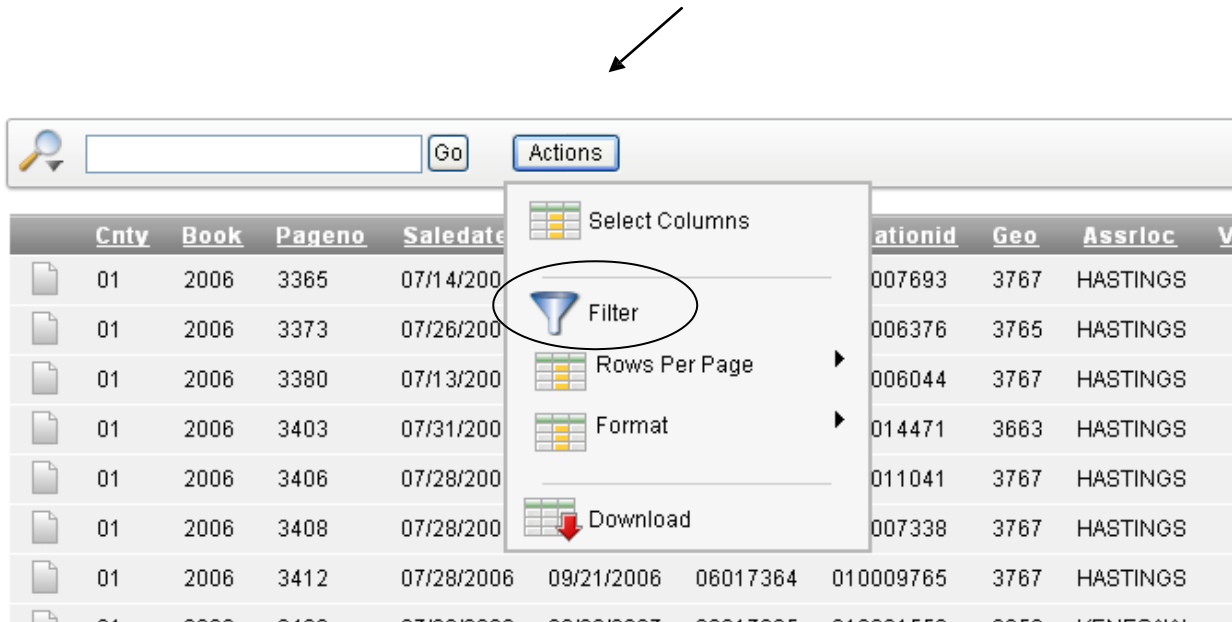 Go Actions
Select Columns
Filter
Rows Per Page
Format
Download
Cnty Book Pageno Saledate ationid Geo Assrloc V
01 2006 3365 07/14/200 007693 3767 HASTINGS
01 2006 3373 07/26/200 006376 3765 HASTINGS
01 2006 3380 07/13/200 006044 3767 HASTINGS
01 2006 3403 07/31/200 014471 3663 HASTINGS
01 2006 3406 07/28/200 011041 3767 HASTINGS
01 2006 3408 07/28/200 007338 3767 HASTINGS
01 2006 3412 07/28/2006 09/21/2006 06017364 010009765 3767 HASTINGS